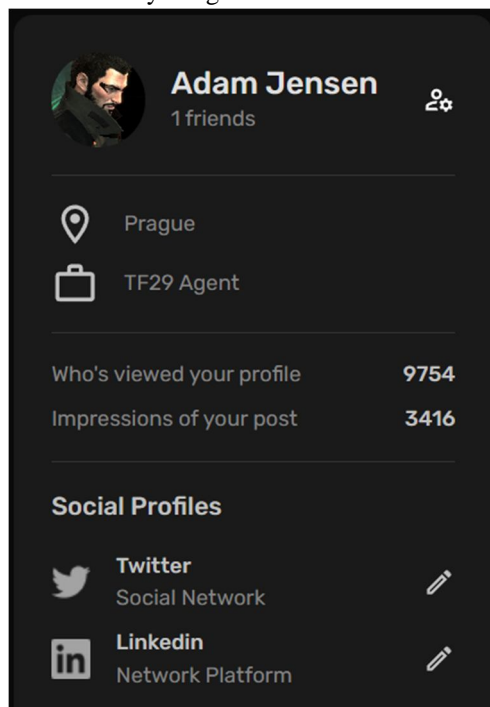 Adam Jensen
1 friends
Prague
TF29 Agent
Who's viewed your profile 9754
Impressions of your post 3416
Social Profiles
Twitter
Social Network
in
Linkedin
Network Platform